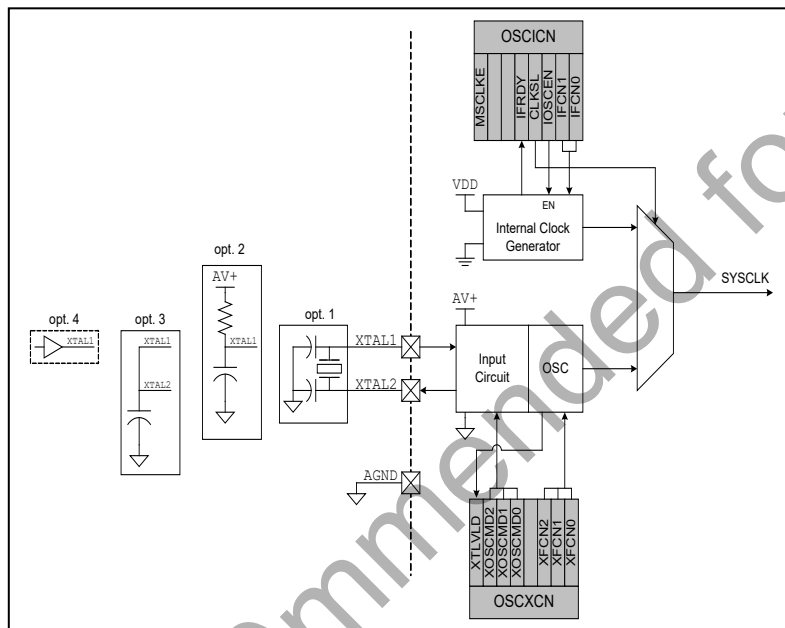 OSCICN
MSCLKE
IFRDY
CLKSL
IOSCEN
IFCN1
IFCN0
VDD
EN
Internal Clock
Generator
opt. 2
AV+
XTAL1
opt. 4
XTAL1
opt. 3
XTAL1
XTAL2
opt. 1
XTAL1
XTAL2
AV+
Input
Circuit
OSC
SYSCLK
AGND
XTLVLD
XOSCMD2
XOSCMD1
XOSCMD0
XFCN2
XFCN1
XFCN0
OSCXCN
ommended fo